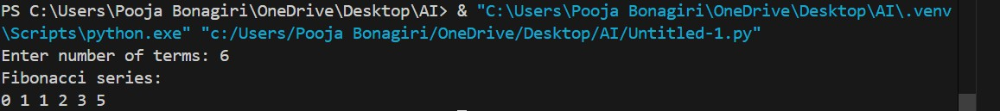 PS C:\Users\Pooja Bonagiri\OneDrive\Desktop\AI> & "C:\Users\Pooja Bonagiri\OneDrive\Desktop\AI\.venv
\Scripts\python.exe" "c:/Users/Pooja Bonagiri/OneDrive/Desktop/AI/Untitled-1.py"
Enter number of terms: 6
Fibonacci series:
0 1 1 2 3 5